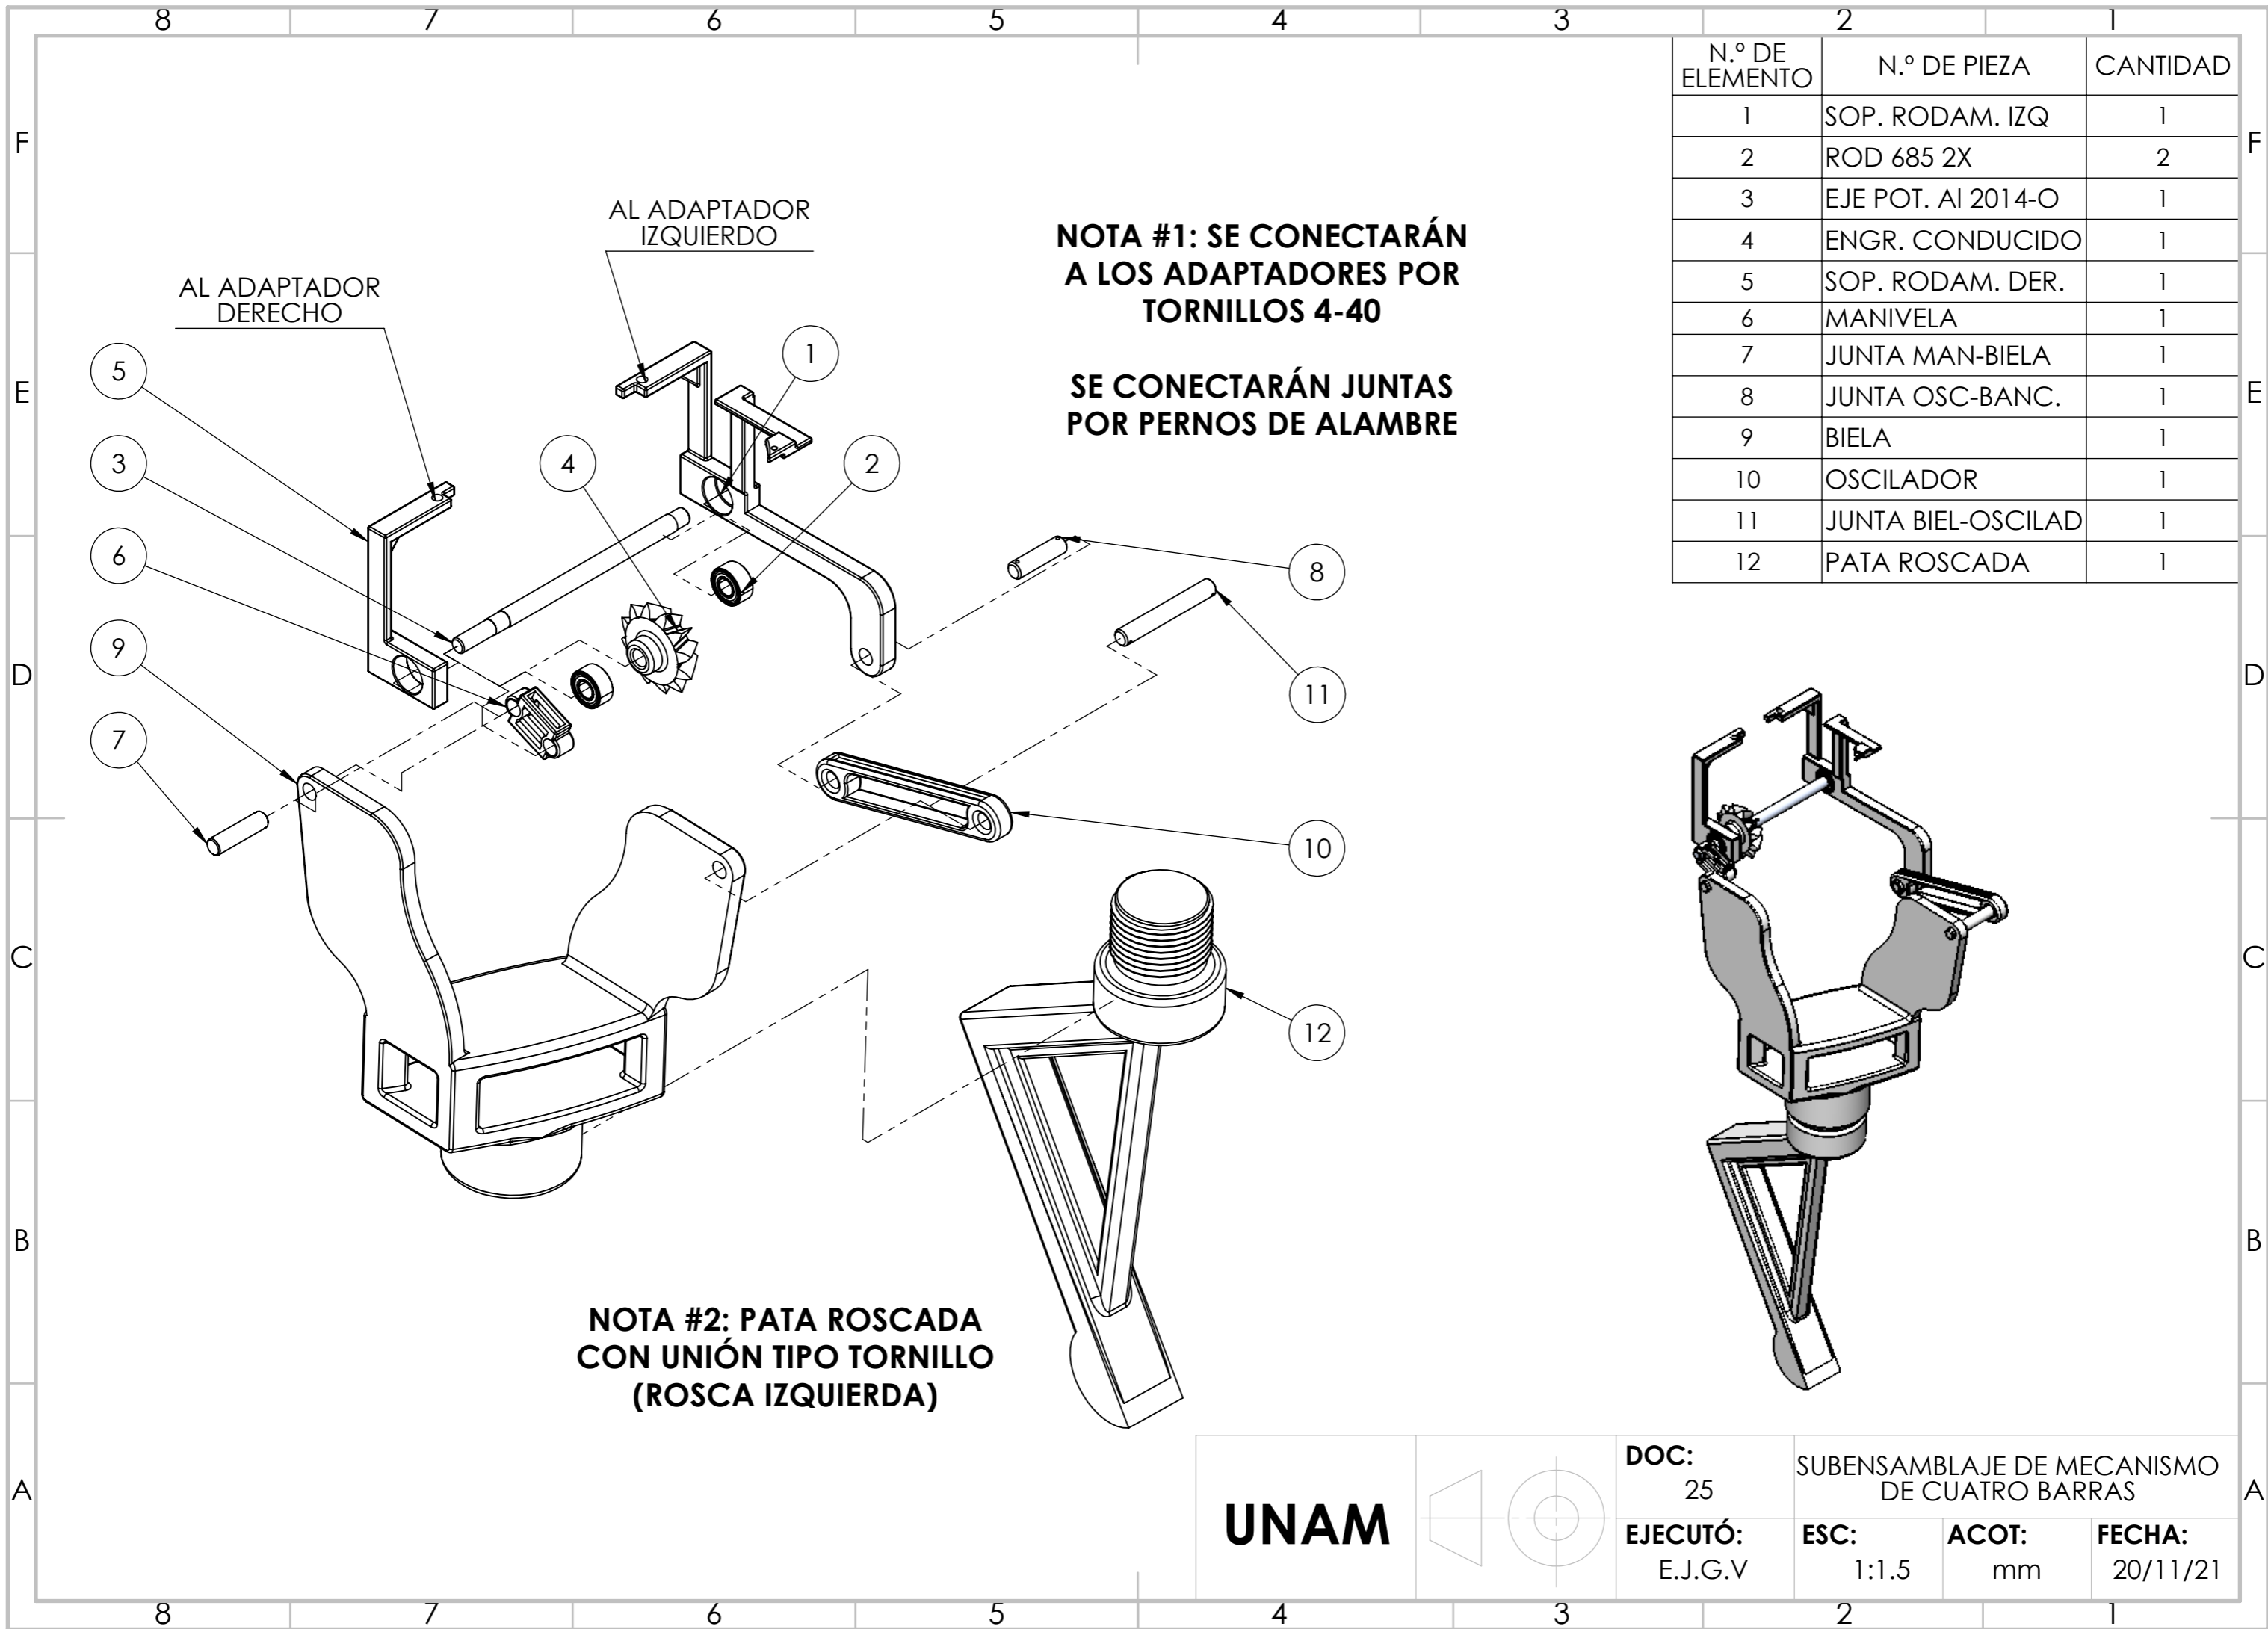 8 7 6 5 4 3 2 1
F
E
D
C
B
A
N.º DE ELEMENTO N.º DE PIEZA CANTIDAD
1 SOP. RODAM. IZQ 1
2 ROD 685 2X 2
3 EJE POT. Al 2014-O 1
4 ENGR. CONDUCIDO 1
5 SOP. RODAM. DER. 1
6 MANIVELA 1
7 JUNTA MAN-BIELA 1
8 JUNTA OSC-BANC. 1
9 BIELA 1
10 OSCILADOR 1
11 JUNTA BIEL-OSCILAD 1
12 PATA ROSCADA 1
F
E
D
C
B
A
AL ADAPTADOR
IZQUIERDO
AL ADAPTADOR
DERECHO
NOTA #1: SE CONECTARÁN
A LOS ADAPTADORES POR
TORNILLOS 4-40
SE CONECTARÁN JUNTAS
POR PERNOS DE ALAMBRE
1
5
3
4
2
6
8
9
11
7
10
12
NOTA #2: PATA ROSCADA
CON UNIÓN TIPO TORNILLO
(ROSCA IZQUIERDA)
UNAM
DOC:
25
SUBENSAMBLAJE DE MECANISMO
DE CUATRO BARRAS
EJECUTÓ:
E.J.G.V
ESC:
1:1.5
ACOT:
mm
FECHA:
20/11/21
8 7 6 5 4 3 2 1